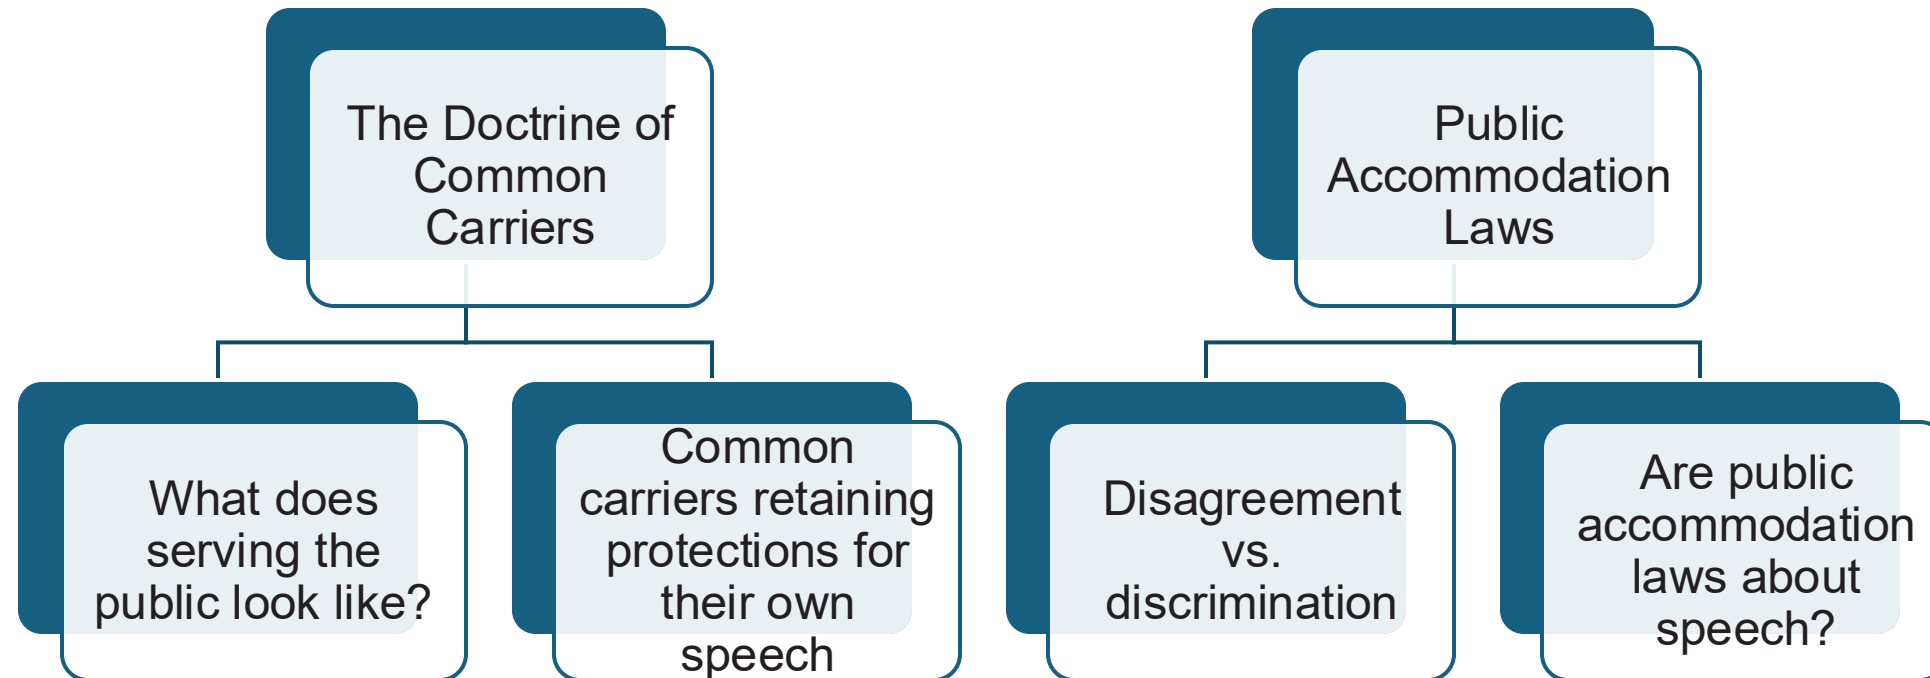 The Doctrine of
Common
Carriers
Public
Accommodation
Laws
What does
serving the
public look like?
Common
carriers retaining
protections for
their own
speech
Disagreement
vs.
discrimination
Are public
accommodation
laws about
speech?